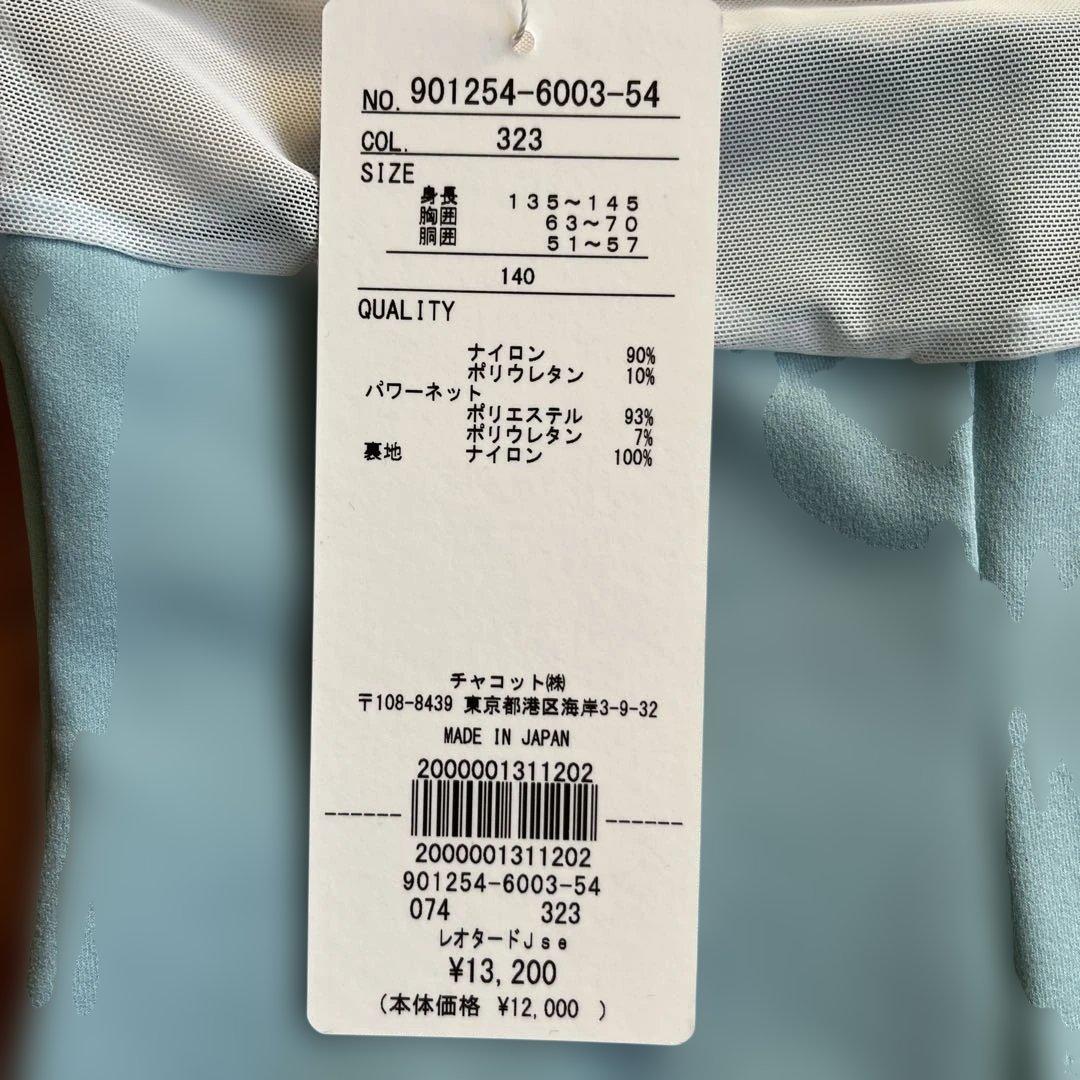 NO. 901254-6003-54
COL. 323
SIZE
身長 135~145
胸囲 63~70
胴囲 51~57
140
QUALITY
ナイロン 90%
ポリウレタン 10%
パワーネット
ポリエステル 93%
ポリウレタン 7%
裏地 ナイロン 100%
チャコット㈱
〒108-8439 東京都港区海岸3-9-32
MADE IN JAPAN
2000001311202
2000001311202
901254-6003-54
074 323
レオタードJse
¥13,200
(本体価格 ¥12,000 )